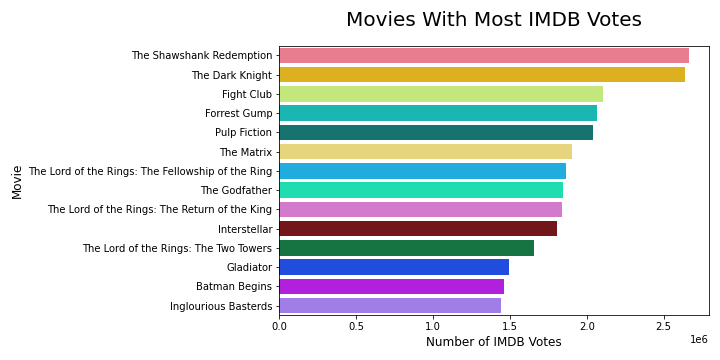 Movies With Most IMDB Votes
The Shawshank Redemption
The Dark Knight
Fight Club
Forrest Gump
Pulp Fiction
The Matrix
The Lord of the Rings: The Fellowship of the Ring
The Godfather
The Lord of the Rings: The Return of the King
Interstellar
The Lord of the Rings: The Two Towers
Gladiator
Batman Begins
Inglourious Basterds
Movie
0.0 0.5 1.0 1.5 2.0 2.5
1e6
Number of IMDB Votes